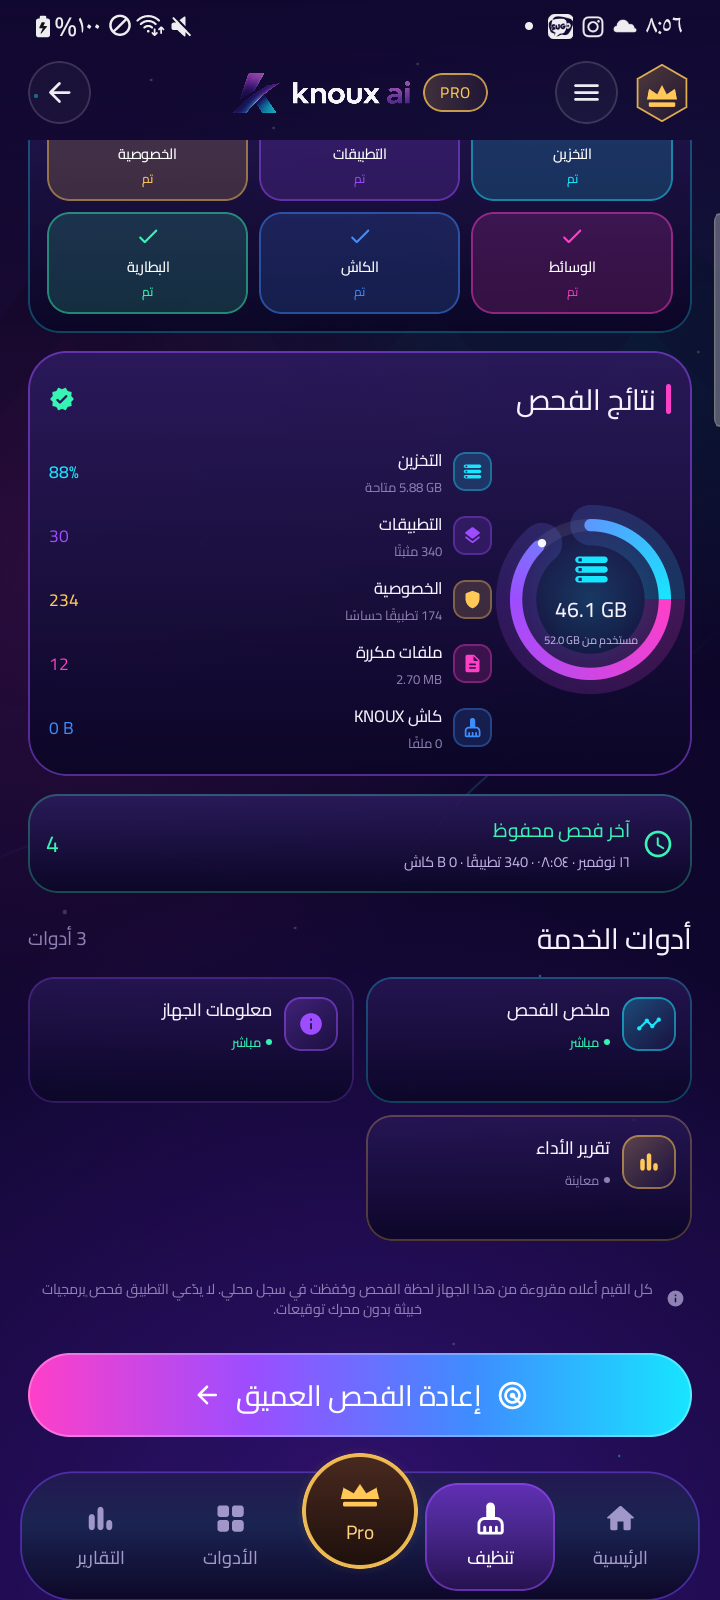 ٨:٥٦
%١٠٠
knoux ai
PRO
التخزين
تم
التطبيقات
تم
الخصوصية
تم
الوسائط
تم
الكاش
تم
البطارية
تم
نتائج الفحص
46.1 GB
مستخدم من 52.0 GB
التخزين
5.88 GB متاحة
88%
التطبيقات
340 مثبتًا
30
الخصوصية
174 تطبيقًا حساسًا
234
ملفات مكررة
2.70 MB
12
كاش KNOUX
0 ملفًا
0 B
آخر فحص محفوظ
١٦ نوفمبر · ٠٨:٥٤ · 340 تطبيقًا · 0 B كاش
4
أدوات الخدمة
3 أدوات
ملخص الفحص
مباشر
معلومات الجهاز
مباشر
تقرير الأداء
معاينة
كل القيم أعلاه مقروءة من هذا الجهاز لحظة الفحص وحُفظت في سجل محلي. لا يدّعي التطبيق فحص برمجيات
خبيثة بدون محرك توقيعات.
إعادة الفحص العميق
الرئيسية
تنظيف
Pro
الأدوات
التقارير